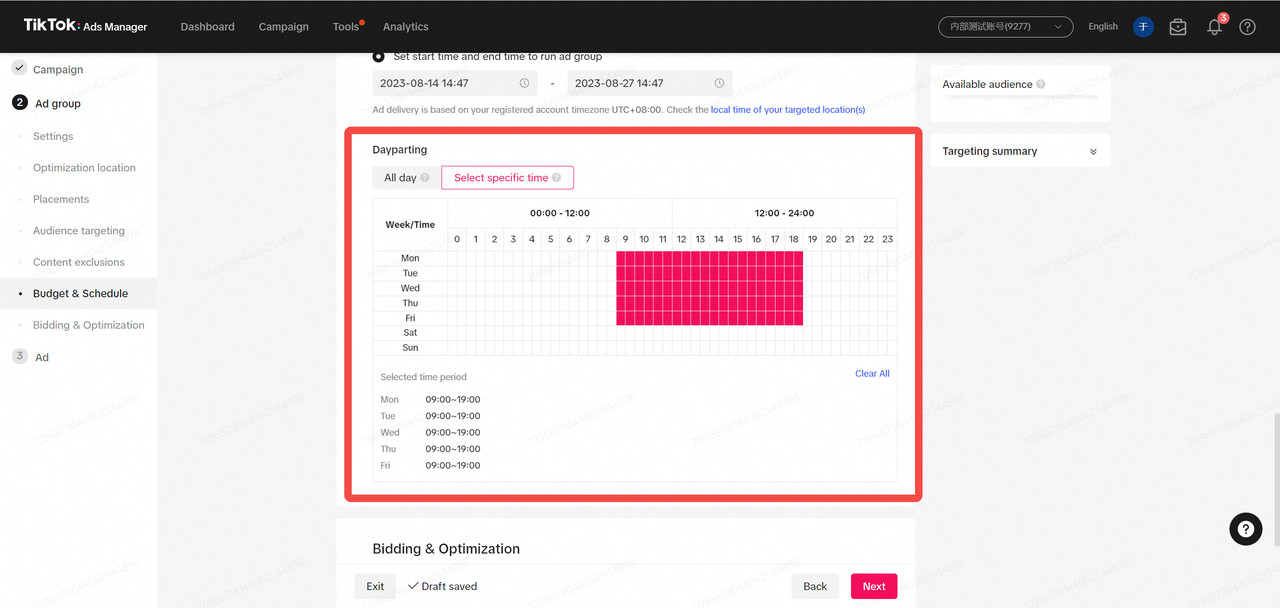 TikTok: Ads Manager Dashboard Campaign Tools Analytics 内部测试账号(9277) English 于 3
Campaign
2 Ad group
Settings
Optimization location
Placements
Audience targeting
Content exclusions
Budget & Schedule
Bidding & Optimization
3 Ad
Set start time and end time to run ad group
2023-08-14 14:47 - 2023-08-27 14:47
Ad delivery is based on your registered account timezone UTC+08:00. Check the local time of your targeted location(s)
Dayparting
All day ? Select specific time ?
Week/Time 00:00 - 12:00 12:00 - 24:00
0 1 2 3 4 5 6 7 8 9 10 11 12 13 14 15 16 17 18 19 20 21 22 23
Mon
Tue
Wed
Thu
Fri
Sat
Sun
Selected time period Clear All
Mon 09:00~19:00
Tue 09:00~19:00
Wed 09:00~19:00
Thu 09:00~19:00
Fri 09:00~19:00
Bidding & Optimization
Exit Draft saved Back Next
Available audience ?
Targeting summary
?
7096879044062544898